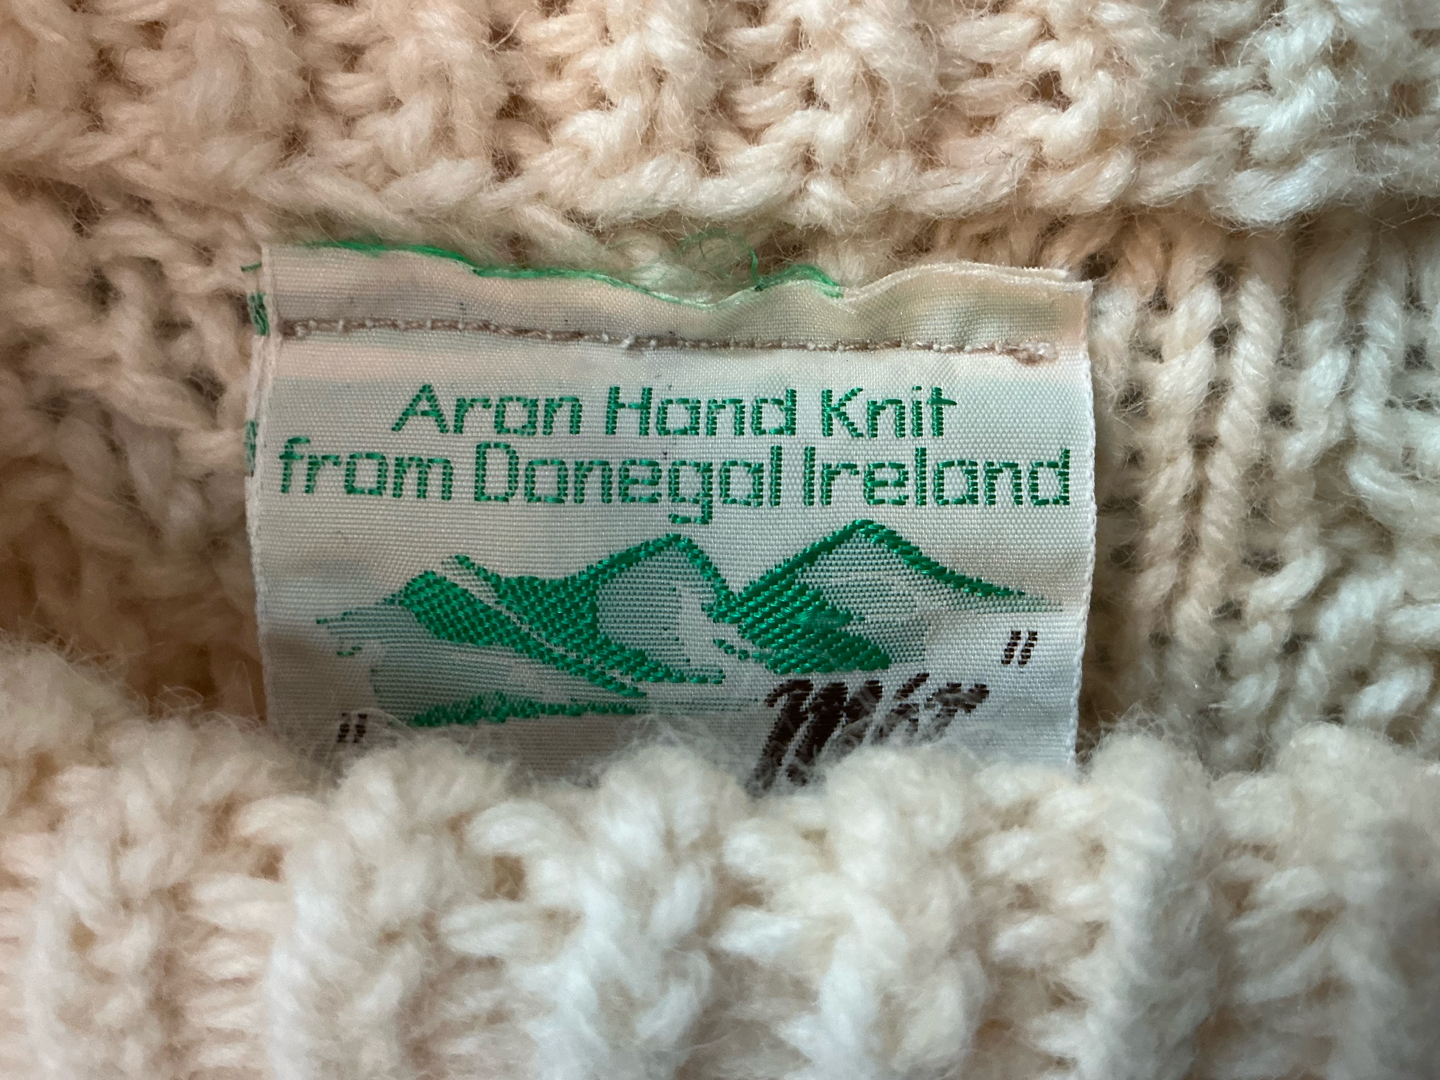 Aran Hand Knit
from Donegal Ireland